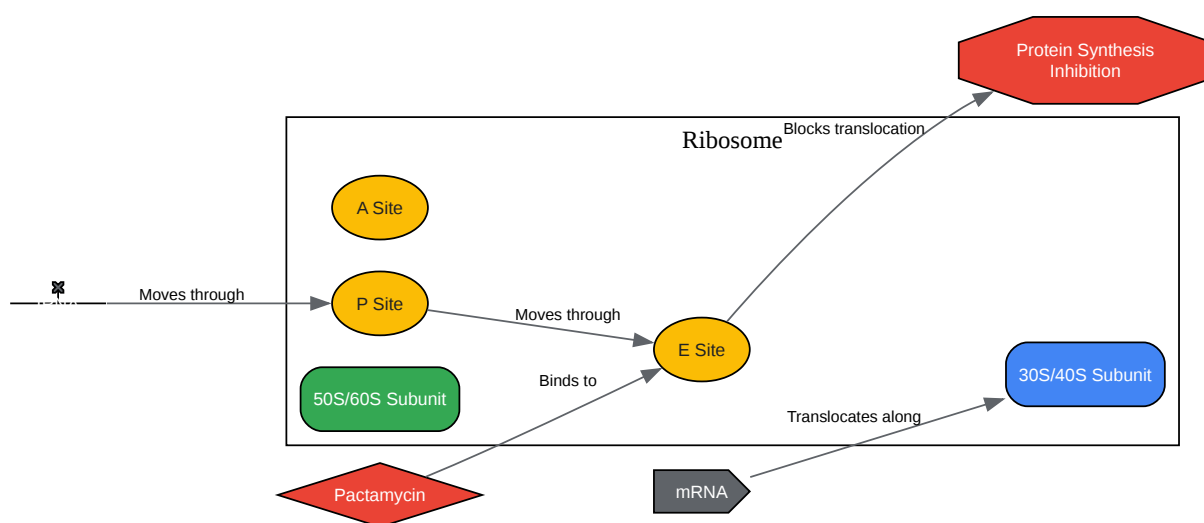 Protein Synthesis
Inhibition
Blocks translocation
Ribosome
A Site
Moves through
P Site
Moves through
E Site
Binds to
50S/60S Subunit
30S/40S Subunit
Translocates along
Pactamycin
mRNA